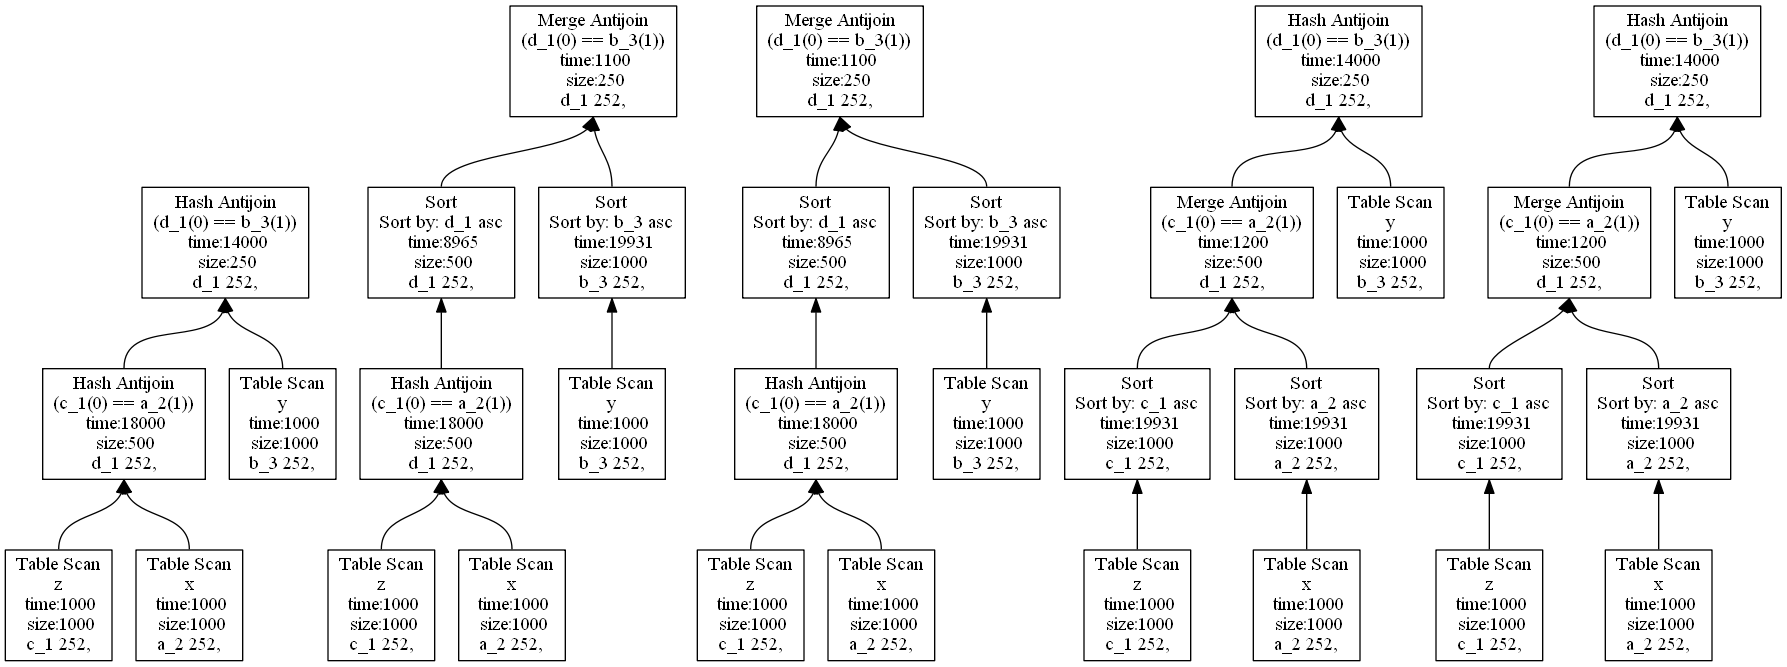 Merge Antijoin
(d_1(0) == b_3(1))
time:1100
size:250
d_1 252,
Merge Antijoin
(d_1(0) == b_3(1))
time:1100
size:250
d_1 252,
Hash Antijoin
(d_1(0) == b_3(1))
time:14000
size:250
d_1 252,
Hash Antijoin
(d_1(0) == b_3(1))
time:14000
size:250
d_1 252,
Hash Antijoin
(d_1(0) == b_3(1))
time:14000
size:250
d_1 252,
Sort
Sort by: d_1 asc
time:8965
size:500
d_1 252,
Sort
Sort by: b_3 asc
time:19931
size:1000
b_3 252,
Sort
Sort by: d_1 asc
time:8965
size:500
d_1 252,
Sort
Sort by: b_3 asc
time:19931
size:1000
b_3 252,
Merge Antijoin
(c_1(0) == a_2(1))
time:1200
size:500
d_1 252,
Table Scan
y
time:1000
size:1000
b_3 252,
Merge Antijoin
(c_1(0) == a_2(1))
time:1200
size:500
d_1 252,
Table Scan
y
time:1000
size:1000
b_3 252,
Hash Antijoin
(c_1(0) == a_2(1))
time:18000
size:500
d_1 252,
Table Scan
y
time:1000
size:1000
b_3 252,
Hash Antijoin
(c_1(0) == a_2(1))
time:18000
size:500
d_1 252,
Table Scan
y
time:1000
size:1000
b_3 252,
Hash Antijoin
(c_1(0) == a_2(1))
time:18000
size:500
d_1 252,
Table Scan
y
time:1000
size:1000
b_3 252,
Sort
Sort by: c_1 asc
time:19931
size:1000
c_1 252,
Sort
Sort by: a_2 asc
time:19931
size:1000
a_2 252,
Sort
Sort by: c_1 asc
time:19931
size:1000
c_1 252,
Sort
Sort by: a_2 asc
time:19931
size:1000
a_2 252,
Table Scan
z
time:1000
size:1000
c_1 252,
Table Scan
x
time:1000
size:1000
a_2 252,
Table Scan
z
time:1000
size:1000
c_1 252,
Table Scan
x
time:1000
size:1000
a_2 252,
Table Scan
z
time:1000
size:1000
c_1 252,
Table Scan
x
time:1000
size:1000
a_2 252,
Table Scan
z
time:1000
size:1000
c_1 252,
Table Scan
x
time:1000
size:1000
a_2 252,
Table Scan
z
time:1000
size:1000
c_1 252,
Table Scan
x
time:1000
size:1000
a_2 252,